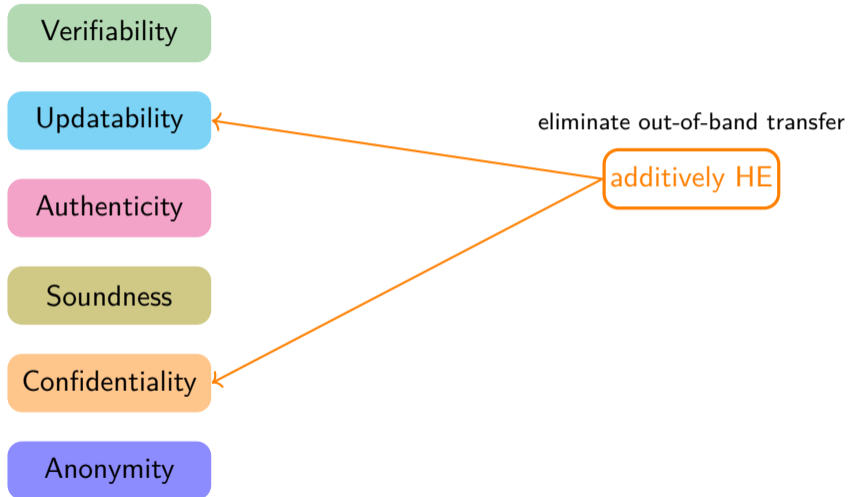 Verifiability
Updatability
eliminate out-of-band transfer
additively HE
Authenticity
Soundness
Confidentiality
Anonymity